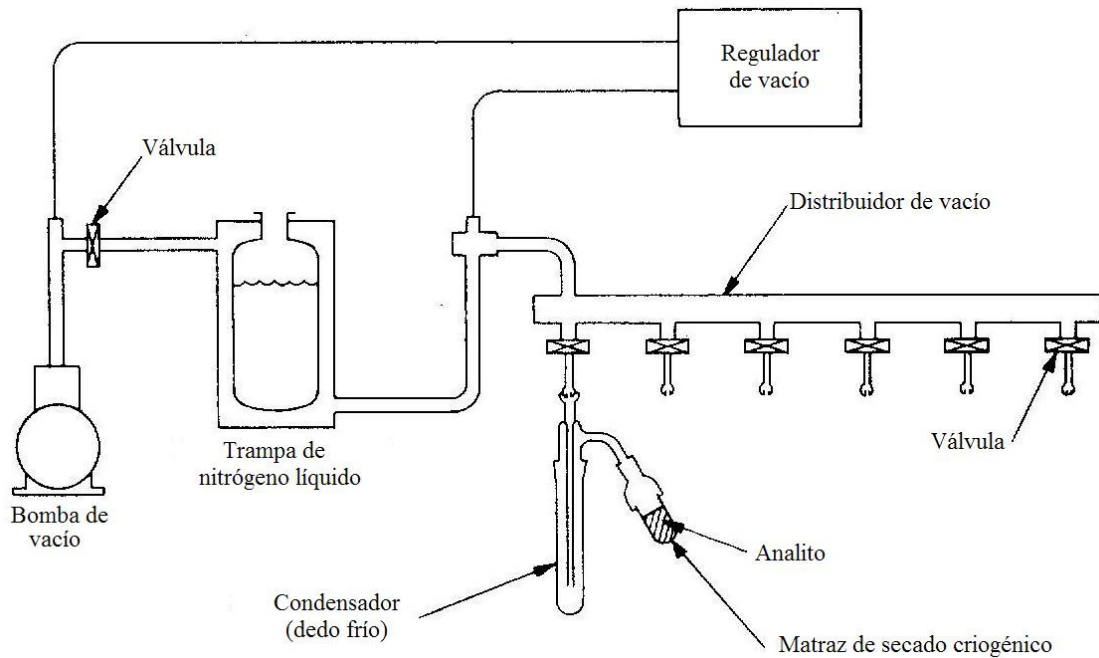 Regulador
de vacío
Válvula
Distribuidor de vacío
Trampa de
nitrógeno líquido
Válvula
Bomba de
vacío
Analito
Condensador
(dedo frío)
Matraz de secado criogénico